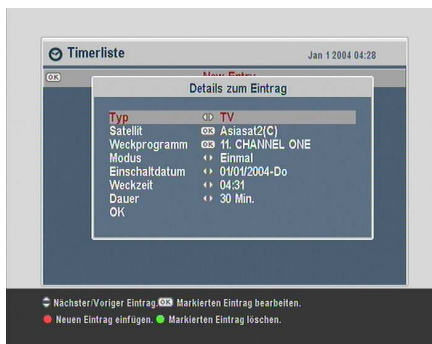 Timerliste Jan 1 2004 04:28
OK New Entry
Details zum Eintrag
Typ TV
Satellit OK Asiasat2(C)
Weckprogramm OK 11. CHANNEL ONE
Modus Einmal
Einschaltdatum 01/01/2004-Do
Weckzeit 04:31
Dauer 30 Min.
OK
Nächster/Voriger Eintrag. OK Markierten Eintrag bearbeiten.
Neuen Eintrag einfügen. Markierten Eintrag löschen.